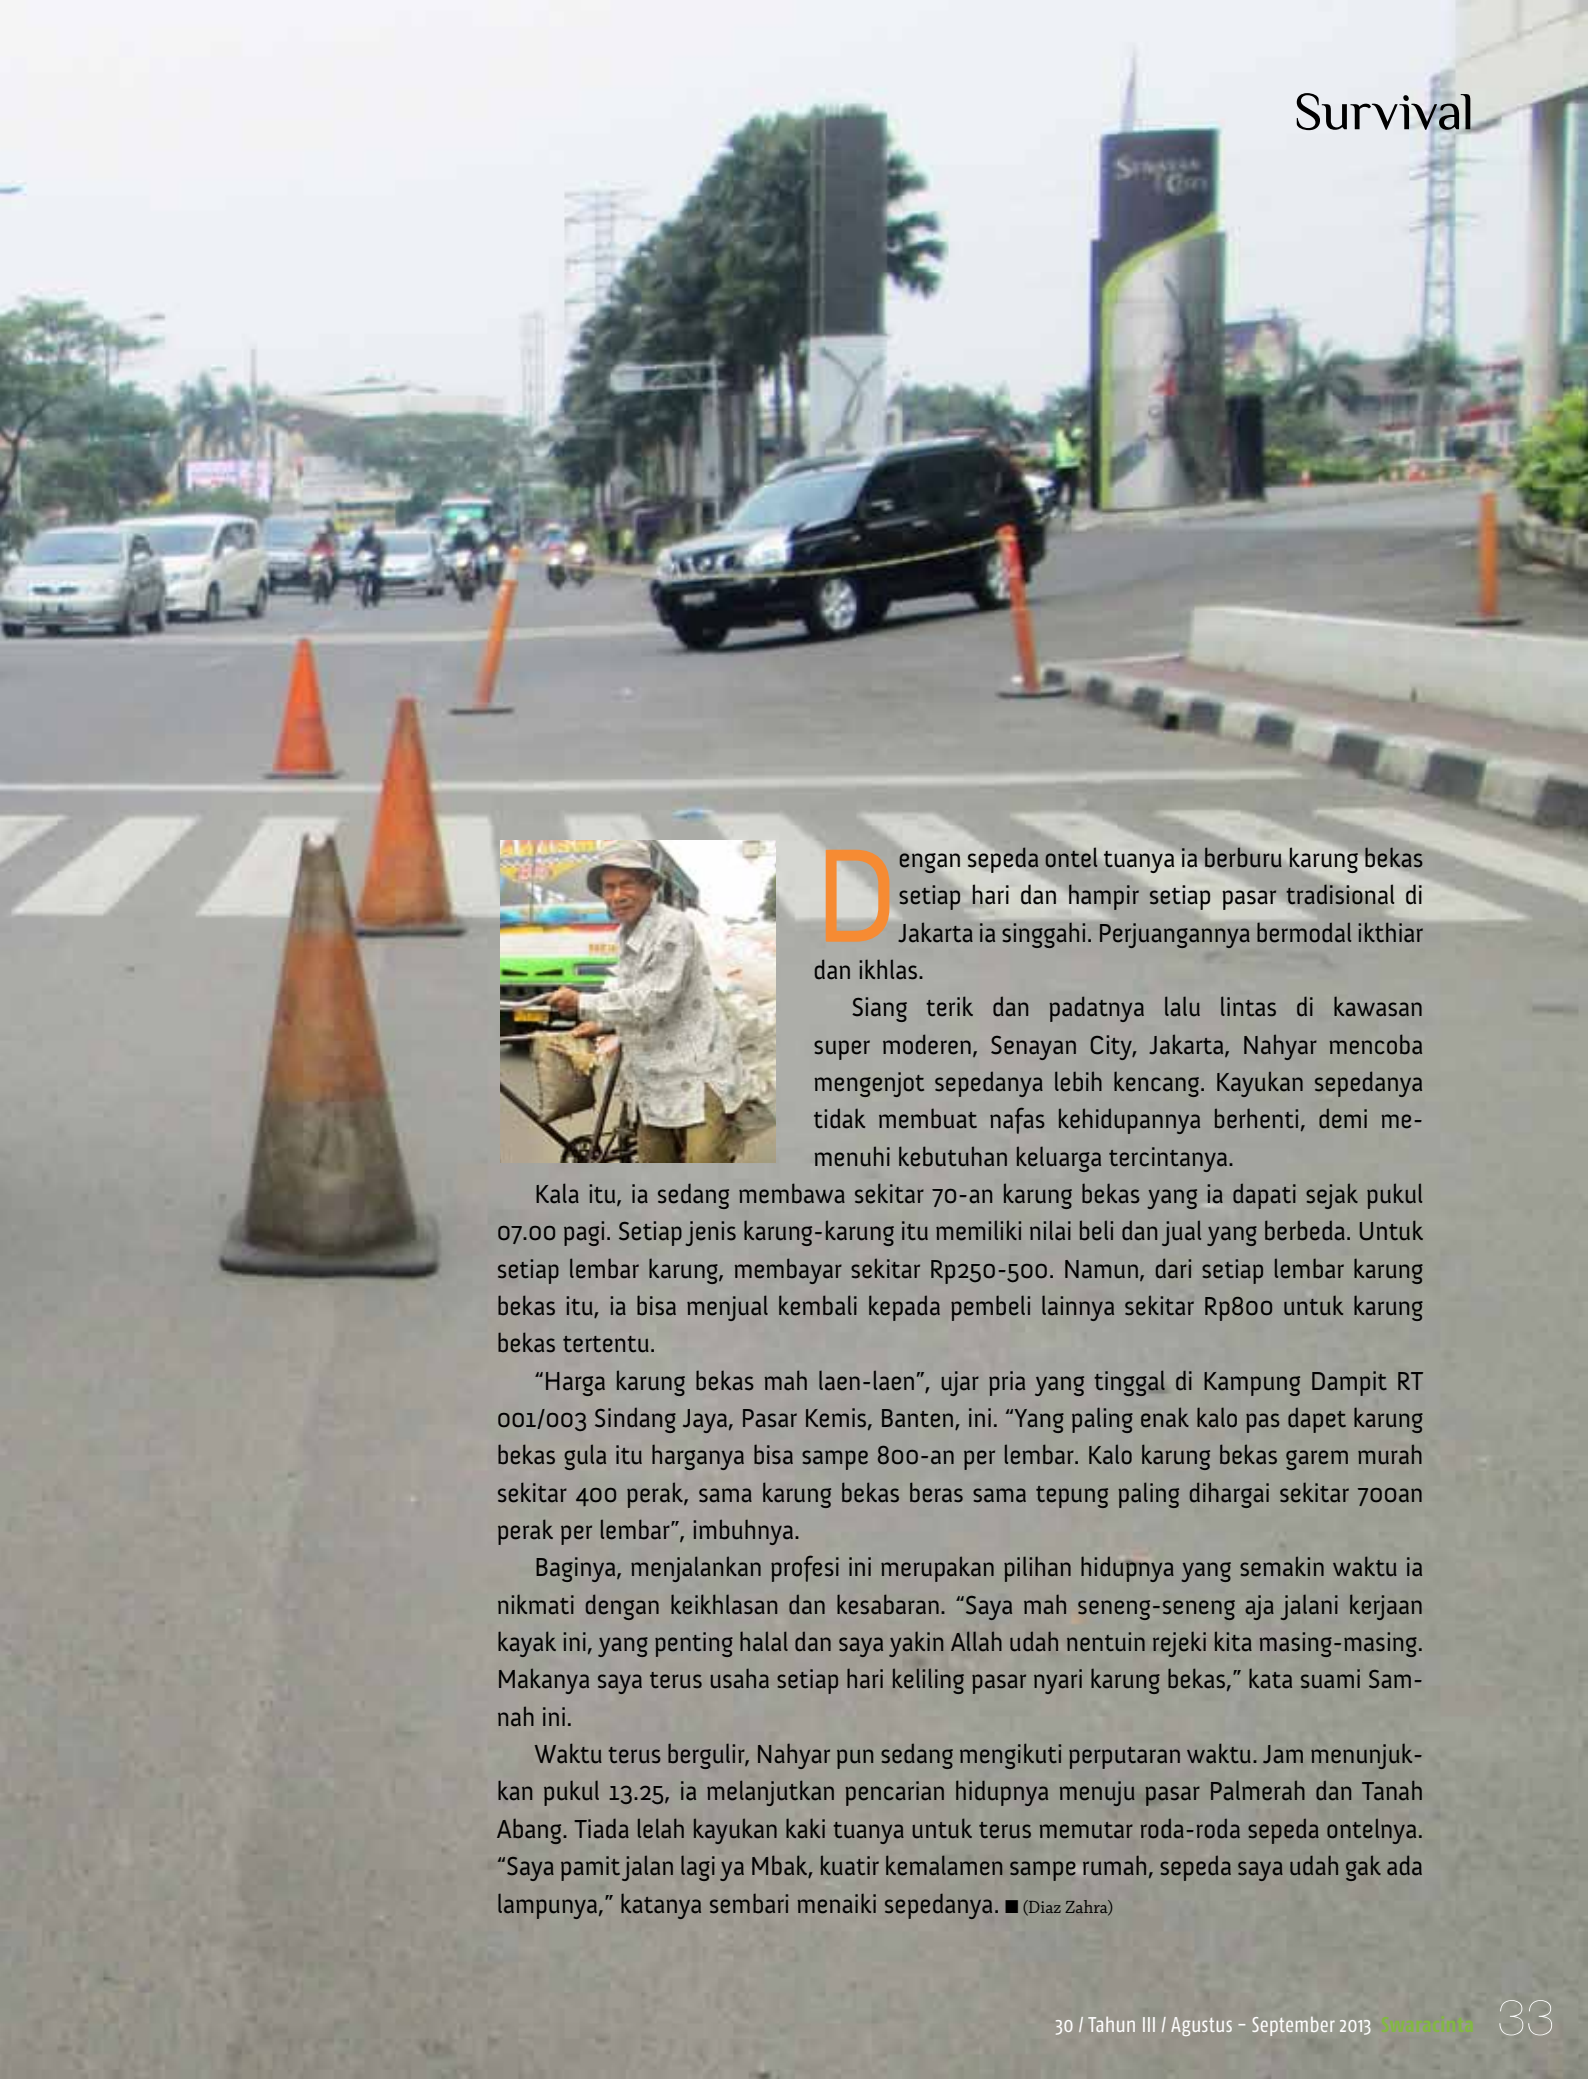 Survival
SENAYAN
CITY
Dengan sepeda ontel tuanya ia berburu karung bekas
setiap hari dan hampir setiap pasar tradisional di
Jakarta ia singgahi. Perjuangannya bermodal ikthiar
dan ikhlas.
Siang terik dan padatnya lalu lintas di kawasan
super moderen, Senayan City, Jakarta, Nahyar mencoba
mengenjot sepedanya lebih kencang. Kayukan sepedanya
tidak membuat nafas kehidupannya berhenti, demi me-
menuhi kebutuhan keluarga tercintanya.
Kala itu, ia sedang membawa sekitar 70-an karung bekas yang ia dapati sejak pukul
07.00 pagi. Setiap jenis karung-karung itu memiliki nilai beli dan jual yang berbeda. Untuk
setiap lembar karung, membayar sekitar Rp250-500. Namun, dari setiap lembar karung
bekas itu, ia bisa menjual kembali kepada pembeli lainnya sekitar Rp800 untuk karung
bekas tertentu.
“Harga karung bekas mah laen-laen”, ujar pria yang tinggal di Kampung Dampit RT
001/003 Sindang Jaya, Pasar Kemis, Banten, ini. “Yang paling enak kalo pas dapet karung
bekas gula itu harganya bisa sampe 800-an per lembar. Kalo karung bekas garem murah
sekitar 400 perak, sama karung bekas beras sama tepung paling dihargai sekitar 700an
perak per lembar”, imbuhnya.
Baginya, menjalankan profesi ini merupakan pilihan hidupnya yang semakin waktu ia
nikmati dengan keikhlasan dan kesabaran. “Saya mah seneng-seneng aja jalani kerjaan
kayak ini, yang penting halal dan saya yakin Allah udah nentuin rejeki kita masing-masing.
Makanya saya terus usaha setiap hari keliling pasar nyari karung bekas,” kata suami Sam-
nah ini.
Waktu terus bergulir, Nahyar pun sedang mengikuti perputaran waktu. Jam menunjuk-
kan pukul 13.25, ia melanjutkan pencarian hidupnya menuju pasar Palmerah dan Tanah
Abang. Tiada lelah kayukan kaki tuanya untuk terus memutar roda-roda sepeda ontelnya.
“Saya pamit jalan lagi ya Mbak, kuatir kemalamen sampe rumah, sepeda saya udah gak ada
lampunya,” katanya sembari menaiki sepedanya. ■ (Diaz Zahra)
30 / Tahun III / Agustus – September 2013 Swaracinta 33